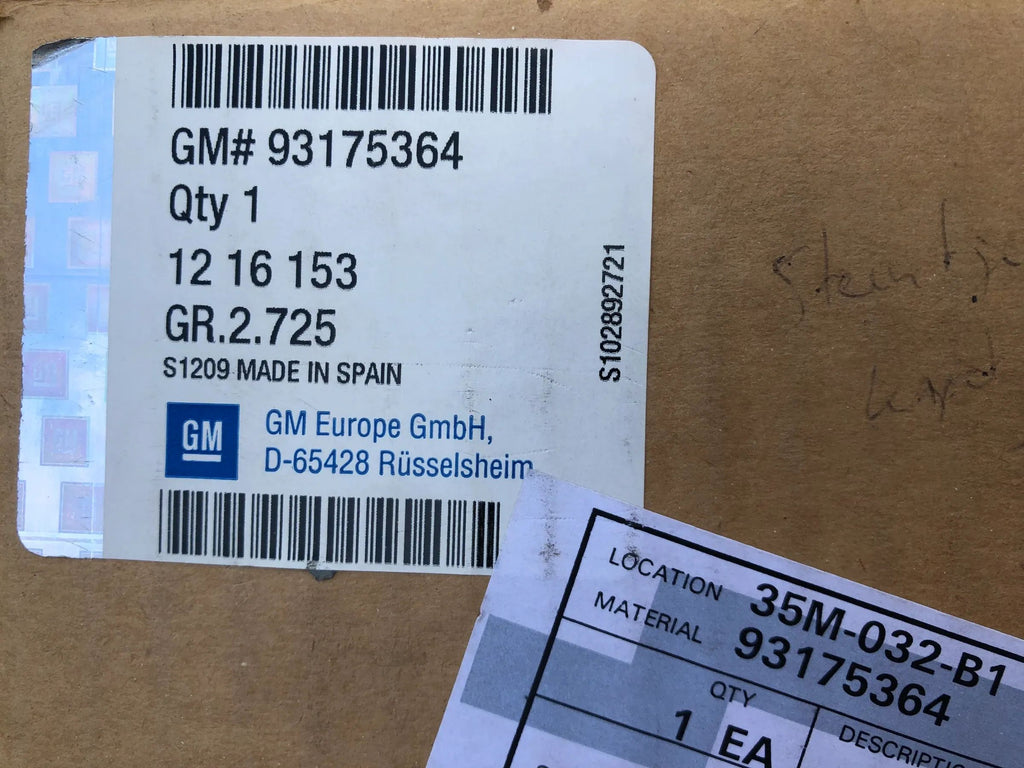 GM# 93175364
Qty 1
12 16 153
GR.2.725
S1209 MADE IN SPAIN
S102892721
GM
GM Europe GmbH,
D-65428 Rüsselsheim
LOCATION 35M-032-B1
MATERIAL 93175364
QTY
1 EA